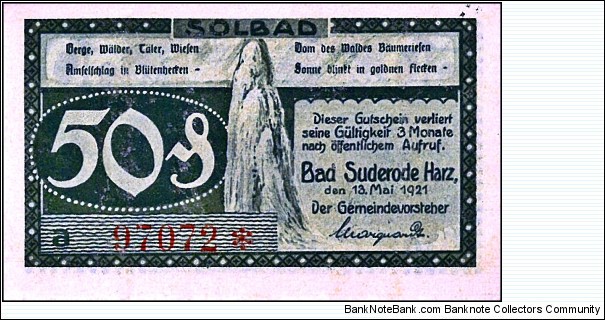 SOLBAD
Berge, Wälder, Täler, Wiesen
Amselschlag in Blütenhecken -
Vom des Waldes Bäumeriesen
Sonne blinkt in goldnen Flecken -
50 ₰
Dieser Gutschein verliert
seine Gültigkeit 3 Monate
nach öffentlichem Aufruf.
Bad Suderode Harz,
den 13. Mai 1921
Der Gemeindevorsteher
a 97072 *
BankNoteBank.com - Banknote Collectors Community